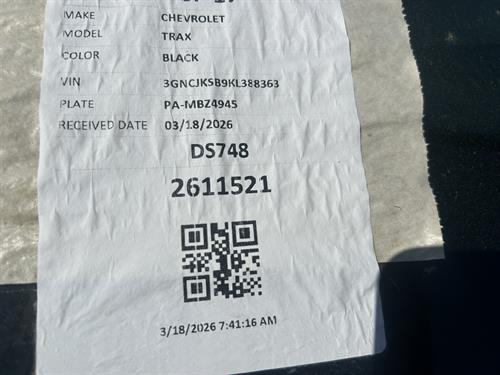 MAKE CHEVROLET
MODEL TRAX
COLOR BLACK
VIN 3GNCJKSB9KL388363
PLATE PA-MBZ4945
RECEIVED DATE 03/18/2026
DS748
2611521
3/18/2026 7:41:16 AM